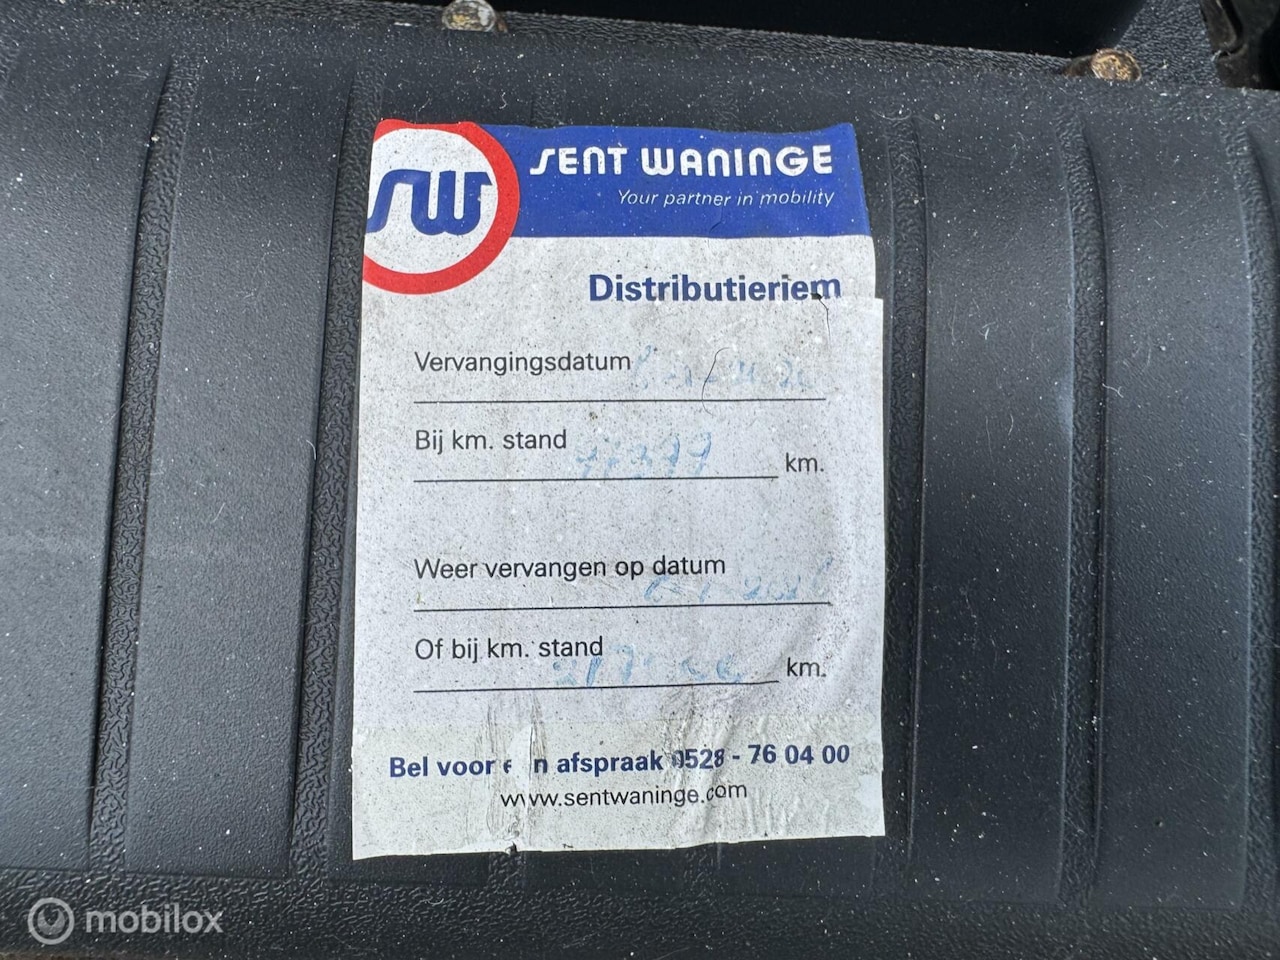 SW
SENT WANINGE
Your partner in mobility
Distributieriem
Vervangingsdatum
Bij km. stand
km.
Weer vervangen op datum
Of bij km. stand
km.
Bel voor afspraak 0528 - 76 04 00
www.sentwaninge.com
mobilox